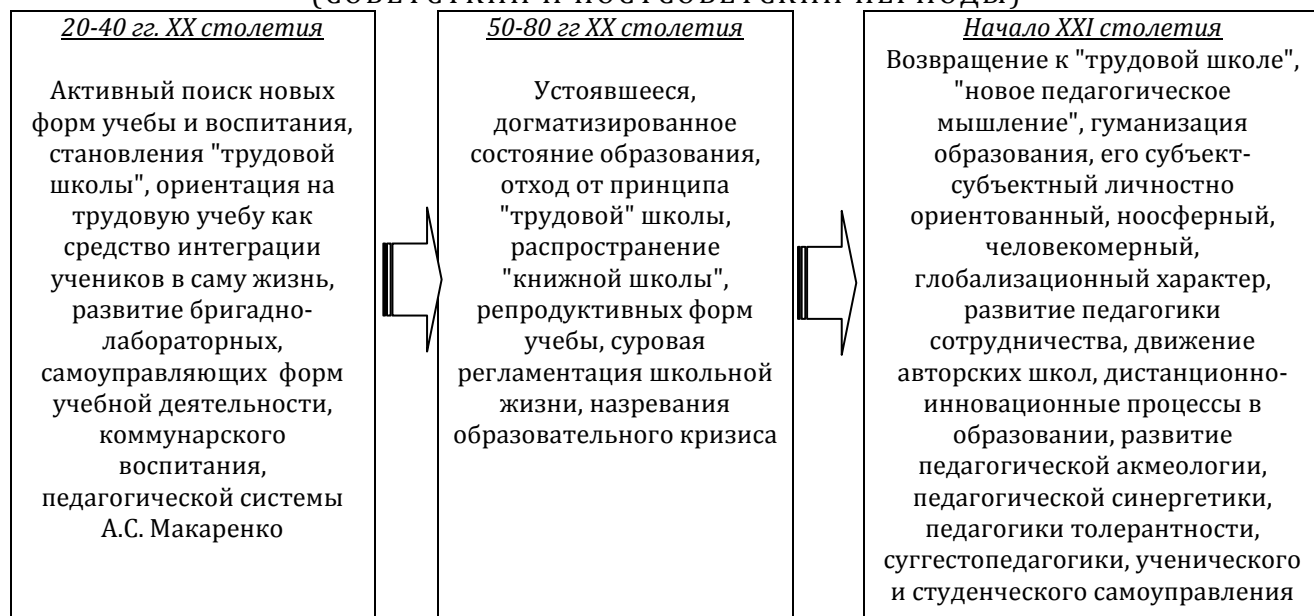 (СОВЕТСТКИЙ И ПОСТСОВЕТСКИЙ ПЕРИОДЫ)
20-40 гг. XX столетия
Активный поиск новых
форм учебы и воспитания,
становления "трудовой
школы", ориентация на
трудовую учебу как
средство интеграции
учеников в саму жизнь,
развитие бригадно-
лабораторных,
самоуправляющих форм
учебной деятельности,
коммунарского
воспитания,
педагогической системы
А.С. Макаренко
50-80 гг XX столетия
Устоявшееся,
догматизированное
состояние образования,
отход от принципа
"трудовой" школы,
распространение
"книжной школы",
репродуктивных форм
учебы, суровая
регламентация школьной
жизни, назревания
образовательного кризиса
Начало XXI столетия
Возвращение к "трудовой школе",
"новое педагогическое
мышление", гуманизация
образования, его субъект-
субъектный личностно
ориентованный, ноосферный,
человекомерный,
глобализационный характер,
развитие педагогики
сотрудничества, движение
авторских школ, дистанционно-
инновационные процессы в
образовании, развитие
педагогической акмеологии,
педагогической синергетики,
педагогики толерантности,
суггестопедагогики, ученического
и студенческого самоуправления